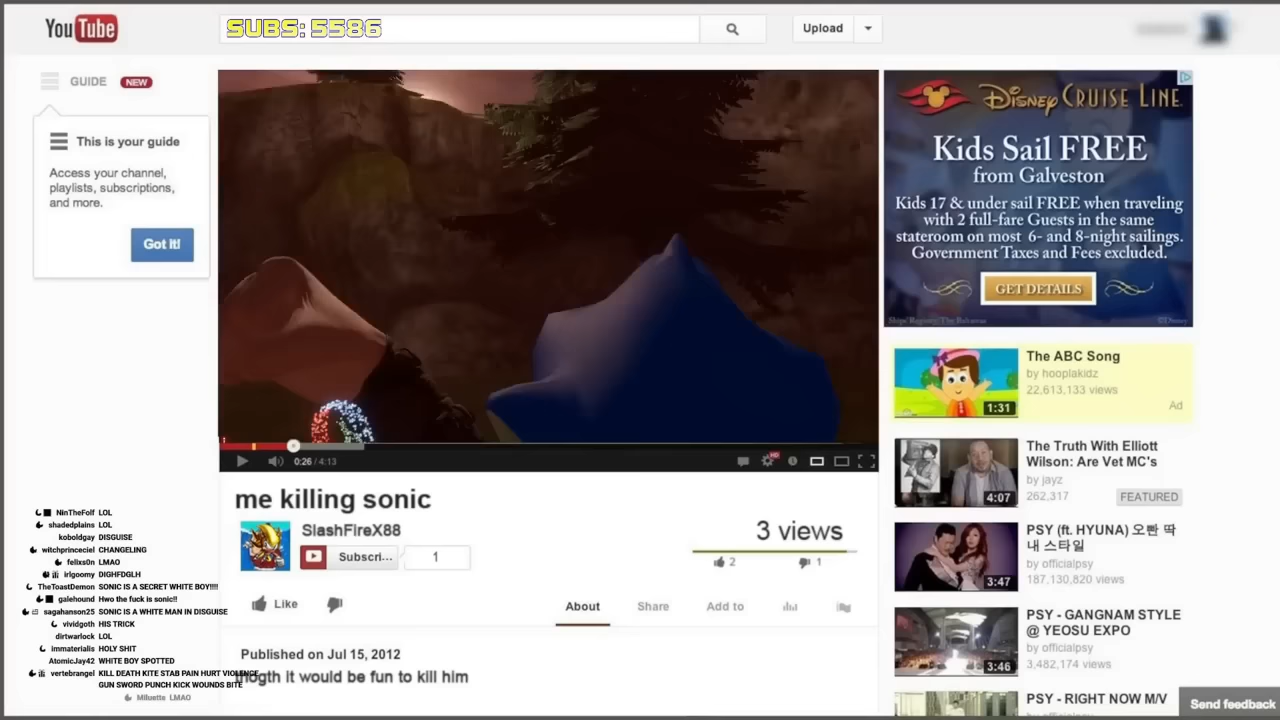 YouTube
SUBS: 5586
Upload
GUIDE
NEW
This is your guide
Access your channel,
playlists, subscriptions,
and more.
Got it!
Disney CRUISE LINE
Kids Sail FREE
from Galveston
Kids 17 & under sail FREE when traveling
with 2 full-fare Guests in the same
stateroom on most 6- and 8-night sailings.
Government Taxes and Fees excluded.
GET DETAILS
Ships' Registry: The Bahamas
©Disney
The ABC Song
by hooplakidz
22,613,133 views
Ad
1:31
The Truth With Elliott
Wilson: Are Vet MC's
by jayz
262,317
FEATURED
4:07
PSY (ft. HYUNA) 오빤 딱
내 스타일
by officialpsy
187,130,820 views
3:47
PSY - GANGNAM STYLE
@ YEOSU EXPO
by officialpsy
3,482,174 views
3:46
PSY - RIGHT NOW M/V
Send feedback
0:26 / 4:13
HD
me killing sonic
SlashFireX88
Subscri...
1
3 views
2
1
Like
About
Share
Add to
Published on Jul 15, 2012
thogth it would be fun to kill him
NinTheFolf LOL
shadedplains LOL
koboldgay DISGUISE
witchprinceciel CHANGELING
felixs0n LMAO
irlgoomy DIGHFDGLH
TheToastDemon SONIC IS A SECRET WHITE BOY!!!!
galehound Hwo the fuck is sonic!!
sagahanson25 SONIC IS A WHITE MAN IN DISGUISE
vividgoth HIS TRICK
dirtwarlock LOL
immaterialis HOLY SHIT
AtomicJay42 WHITE BOY SPOTTED
vertebrangel KILL DEATH KITE STAB PAIN HURT VIOLENCE
GUN SWORD PUNCH KICK WOUNDS BITE
Miluette LMAO